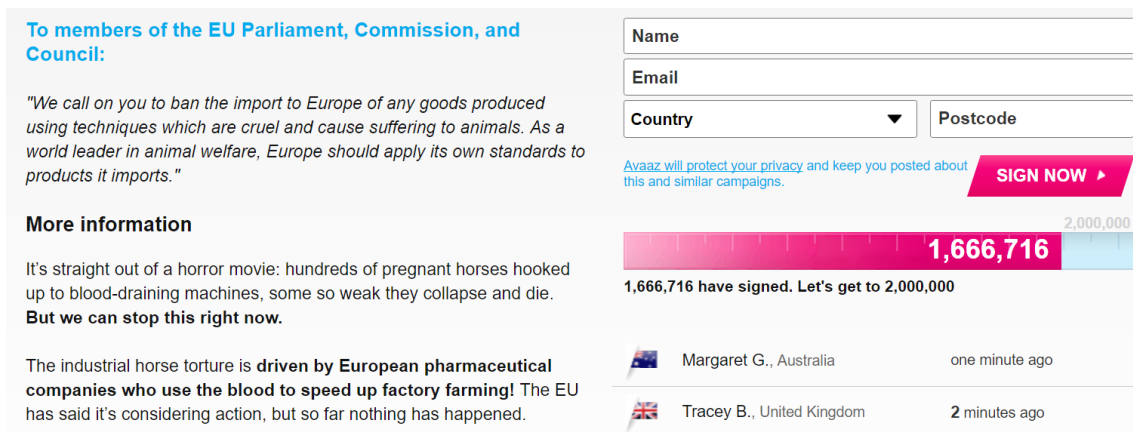 To members of the EU Parliament, Commission, and
Council:
"We call on you to ban the import to Europe of any goods produced
using techniques which are cruel and cause suffering to animals. As a
world leader in animal welfare, Europe should apply its own standards to
products it imports."
More information
It's straight out of a horror movie: hundreds of pregnant horses hooked
up to blood-draining machines, some so weak they collapse and die.
But we can stop this right now.
The industrial horse torture is driven by European pharmaceutical
companies who use the blood to speed up factory farming! The EU
has said it's considering action, but so far nothing has happened.
Name
Email
Country
Postcode
Avaaz will protect your privacy and keep you posted about
this and similar campaigns.
SIGN NOW
2,000,000
1,666,716
1,666,716 have signed. Let's get to 2,000,000
Margaret G., Australia one minute ago
Tracey B., United Kingdom 2 minutes ago